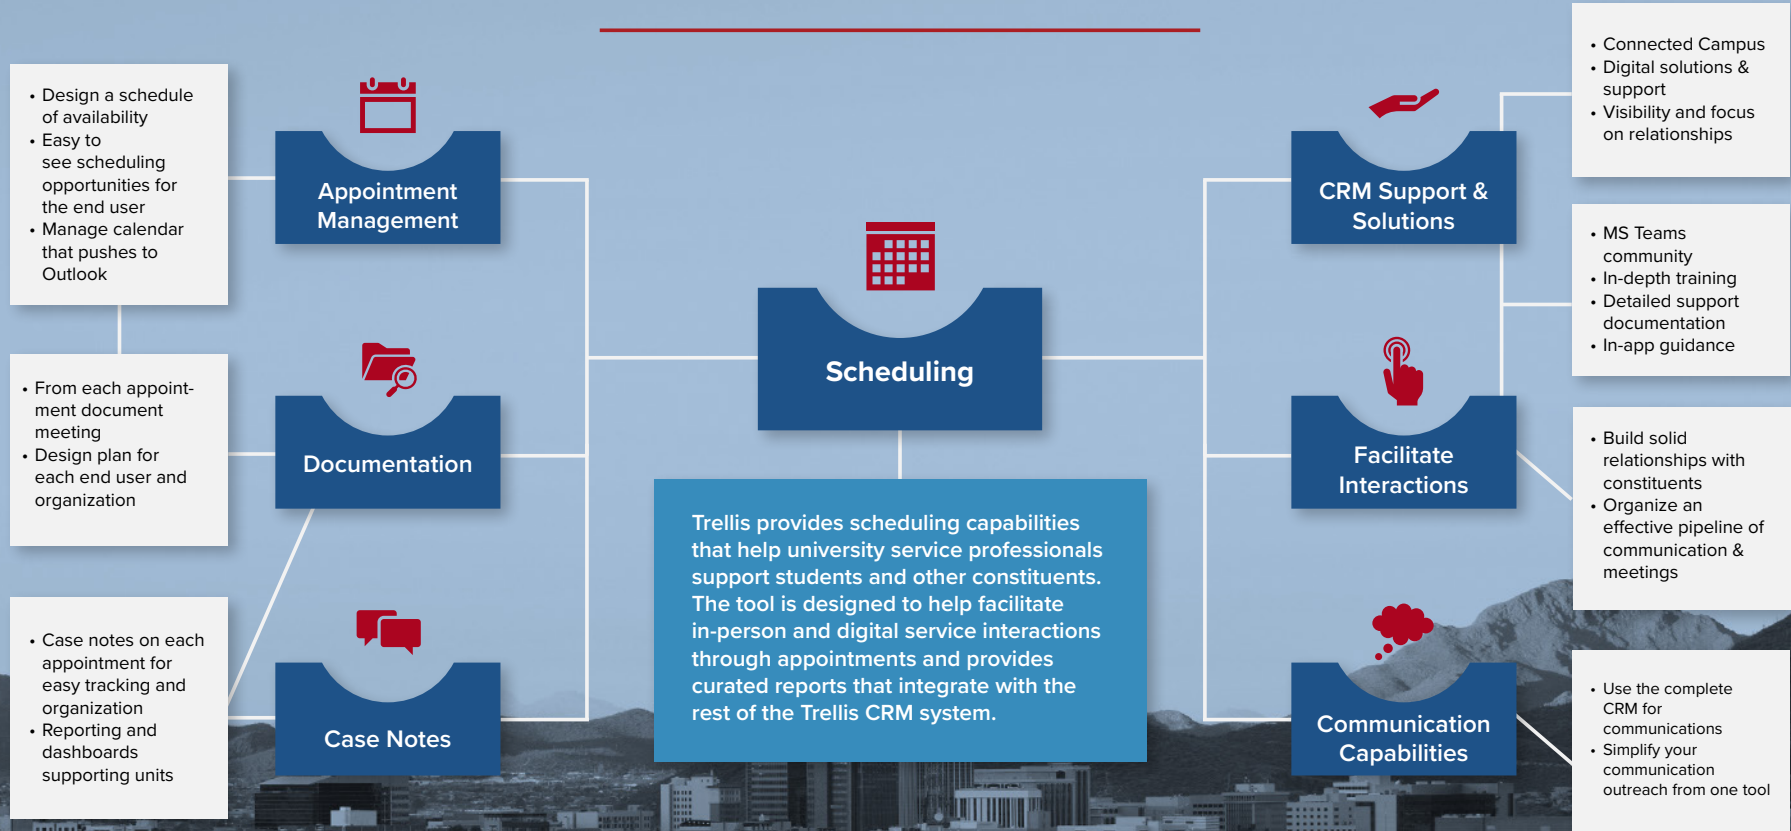 • Design a schedule
of availability
• Easy to
see scheduling
opportunities for
the end user
• Manage calendar
that pushes to
Outlook
• From each appoint-
ment document
meeting
• Design plan for
each end user and
organization
• Case notes on each
appointment for
easy tracking and
organization
• Reporting and
dashboards
supporting units
Appointment
Management
Documentation
Case Notes
Scheduling
Trellis provides scheduling capabilities
that help university service professionals
support students and other constituents.
The tool is designed to help facilitate
in-person and digital service interactions
through appointments and provides
curated reports that integrate with the
rest of the Trellis CRM system.
CRM Support &
Solutions
Facilitate
Interactions
Communication
Capabilities
• Connected Campus
• Digital solutions &
support
• Visibility and focus
on relationships
• MS Teams
community
• In-depth training
• Detailed support
documentation
• In-app guidance
• Build solid
relationships with
constituents
• Organize an
effective pipeline of
communication &
meetings
• Use the complete
CRM for
communications
• Simplify your
communication
outreach from one tool